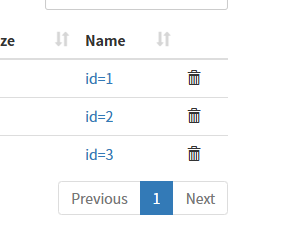 ze Name
id=1
id=2
id=3
Previous 1 Next